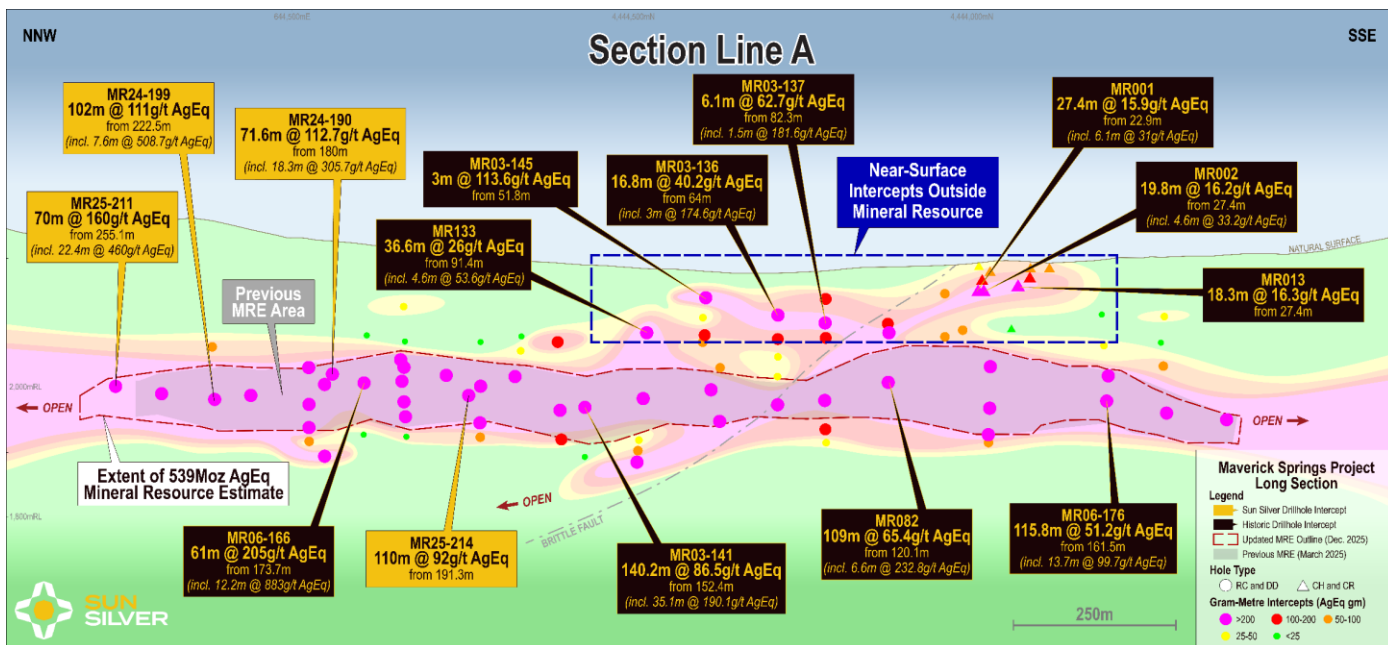 644,500mE
4,444,500mN
4,444,000mN
NNW
Section Line A
SSE
MR24-199
102m @ 111g/t AgEq
from 222.5m
(incl. 7.6m @ 508.7g/t AgEq)
MR24-190
71.6m @ 112.7g/t AgEq
from 180m
(incl. 18.3m @ 305.7g/t AgEq)
MR03-137
6.1m @ 62.7g/t AgEq
from 82.3m
(incl. 1.5m @ 181.6g/t AgEq)
MR001
27.4m @ 15.9g/t AgEq
from 22.9m
(incl. 6.1m @ 31g/t AgEq)
MR03-145
3m @ 113.6g/t AgEq
from 51.8m
MR03-136
16.8m @ 40.2g/t AgEq
from 64m
(incl. 3m @ 174.6g/t AgEq)
Near-Surface
Intercepts Outside
Mineral Resource
MR002
19.8m @ 16.2g/t AgEq
from 27.4m
(incl. 4.6m @ 33.2g/t AgEq)
MR25-211
70m @ 160g/t AgEq
from 255.1m
(incl. 22.4m @ 460g/t AgEq)
MR133
36.6m @ 26g/t AgEq
from 91.4m
(incl. 4.6m @ 53.6g/t AgEq)
NATURAL SURFACE
Previous
MRE Area
MR013
18.3m @ 16.3g/t AgEq
from 27.4m
2,000mRL
OPEN
OPEN
Extent of 539Moz AgEq
Mineral Resource Estimate
OPEN
BRITTLE FAULT
1,500mRL
MR06-166
61m @ 205g/t AgEq
from 173.7m
(incl. 12.2m @ 883g/t AgEq)
MR25-214
110m @ 92g/t AgEq
from 191.3m
MR03-141
140.2m @ 86.5g/t AgEq
from 152.4m
(incl. 35.1m @ 190.1g/t AgEq)
MR082
109m @ 65.4g/t AgEq
from 120.1m
(incl. 6.6m @ 232.8g/t AgEq)
MR06-176
115.8m @ 51.2g/t AgEq
from 161.5m
(incl. 13.7m @ 99.7g/t AgEq)
Maverick Springs Project
Long Section
Legend
Sun Silver Drillhole Intercept
Historic Drillhole Intercept
Updated MRE Outline (Dec. 2025)
Previous MRE (March 2025)
Hole Type
RC and DD
CH and CR
Gram-Metre Intercepts (AgEq gm)
>200
100-200
50-100
25-50
<25
SUN
SILVER
250m